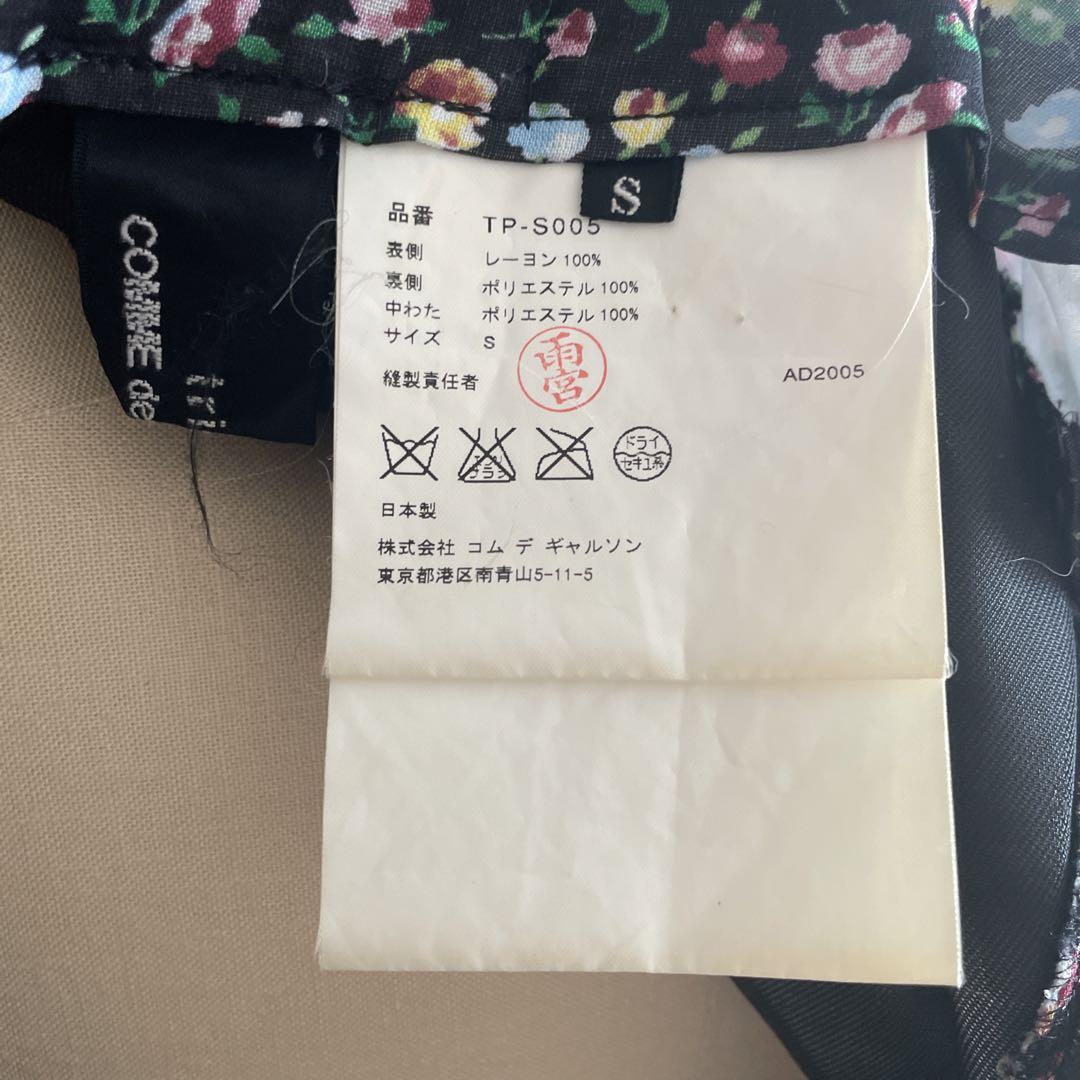 S
品番 TP-S005
表側 レーヨン 100%
裏側 ポリエステル 100%
中わた ポリエステル 100%
サイズ S
縫製責任者 雨宮 AD2005
ドライ
セキユ系
日本製
株式会社 コム デ ギャルソン
東京都港区南青山5-11-5
COMME de
tri